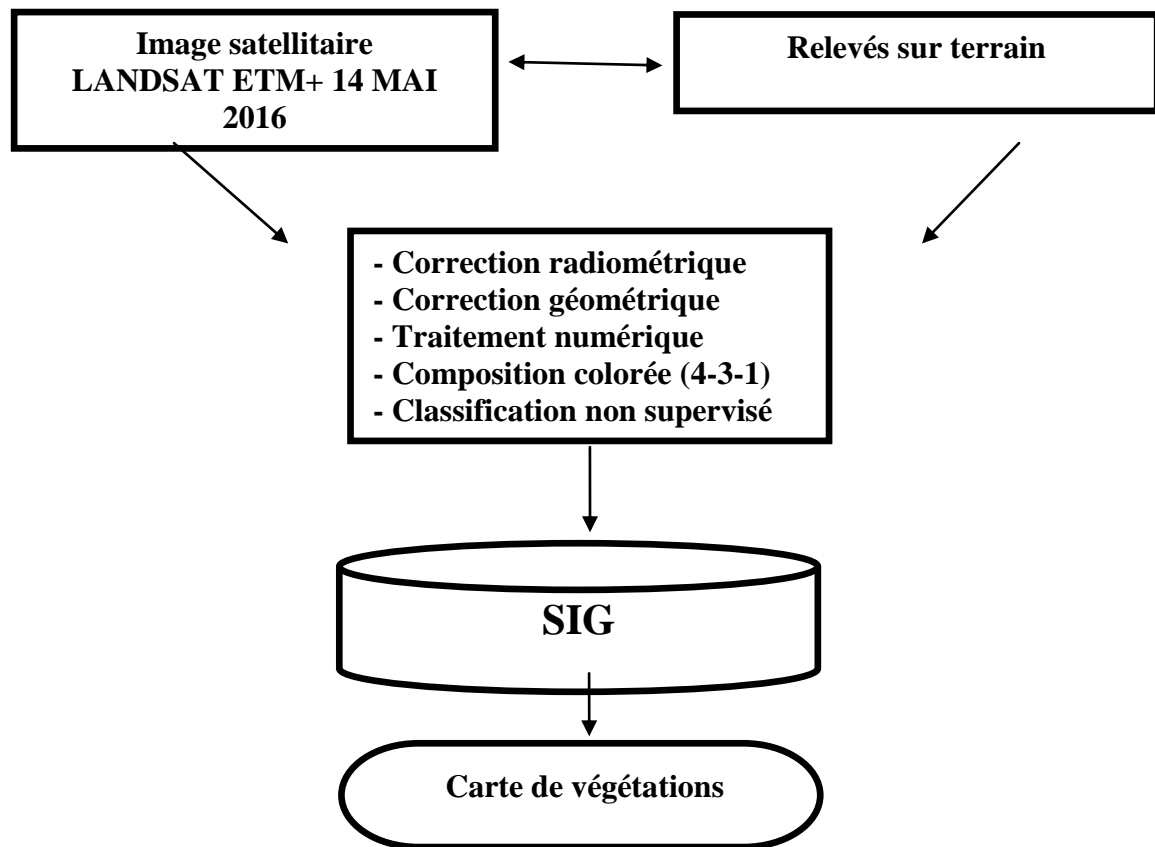 Image satellitaire
LANDSAT ETM+ 14 MAI
2016
Relevés sur terrain
- Correction radiométrique
- Correction géométrique
- Traitement numérique
- Composition colorée (4-3-1)
- Classification non supervisé
SIG
Carte de végétations